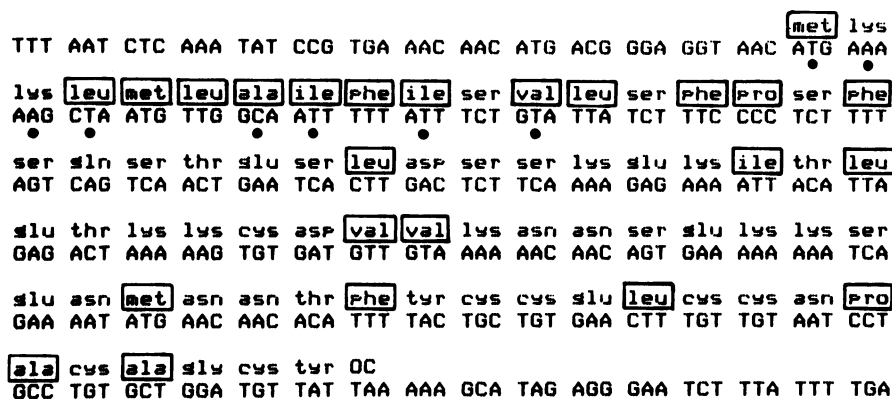 met lys
TTT AAT CTC AAA TAT CCG TGA AAC AAC ATG ACG GGA GGT AAC ATG AAA
lys leu met leu ala ile phe ile ser val leu ser phe pro ser phe
AAG CTA ATG TTG GCA ATT TTT ATT TCT GTA TTA TCT TTC CCC TCT TTT
ser gln ser thr glu ser leu asp ser ser lys glu lys ile thr leu
AGT CAG TCA ACT GAA TCA CTT GAC TCT TCA AAA GAG AAA ATT ACA TTA
glu thr lys lys cys asp val val lys asn asn ser glu lys lys ser
GAG ACT AAA AAG TGT GAT GTT GTA AAA AAC AAC AGT GAA AAA AAA TCA
glu asn met asn asn thr phe tyr cys cys glu leu cys cys asn pro
GAA AAT ATG AAC AAC ACA TTT TAC TGC TGT GAA CTT TGT TGT AAT CCT
ala cys ala gly cys tyr OC
GCC TGT GCT GGA TGT TAT TAA AAA GCA TAG AGG GAA TCT TTA TTT TGA